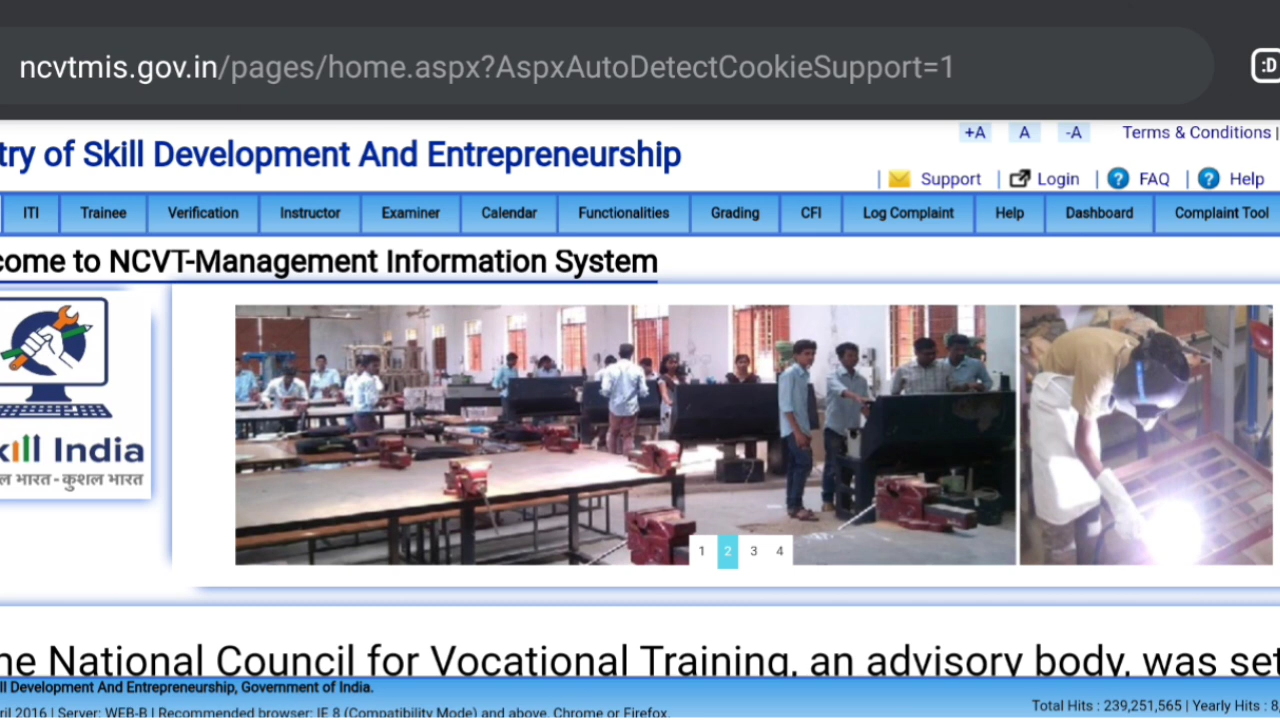 ncvtmis.gov.in/pages/home.aspx?AspxAutoDetectCookieSupport=1
:D
+A A -A Terms & Conditions |
try of Skill Development And Entrepreneurship
| Support | Login | FAQ | Help
ITI Trainee Verification Instructor Examiner Calendar Functionalities Grading CFI Log Complaint Help Dashboard Complaint Tool
come to NCVT-Management Information System
kill India
ल भारत - कुशल भारत
1 2 3 4
he National Council for Vocational Training, an advisory body, was set
ll Development And Entrepreneurship, Government of India.
ril 2016 | Server: WEB-B | Recommended browser: IE 8 (Compatibility Mode) and above, Chrome or Firefox.
Total Hits : 239,251,565 | Yearly Hits : 8,